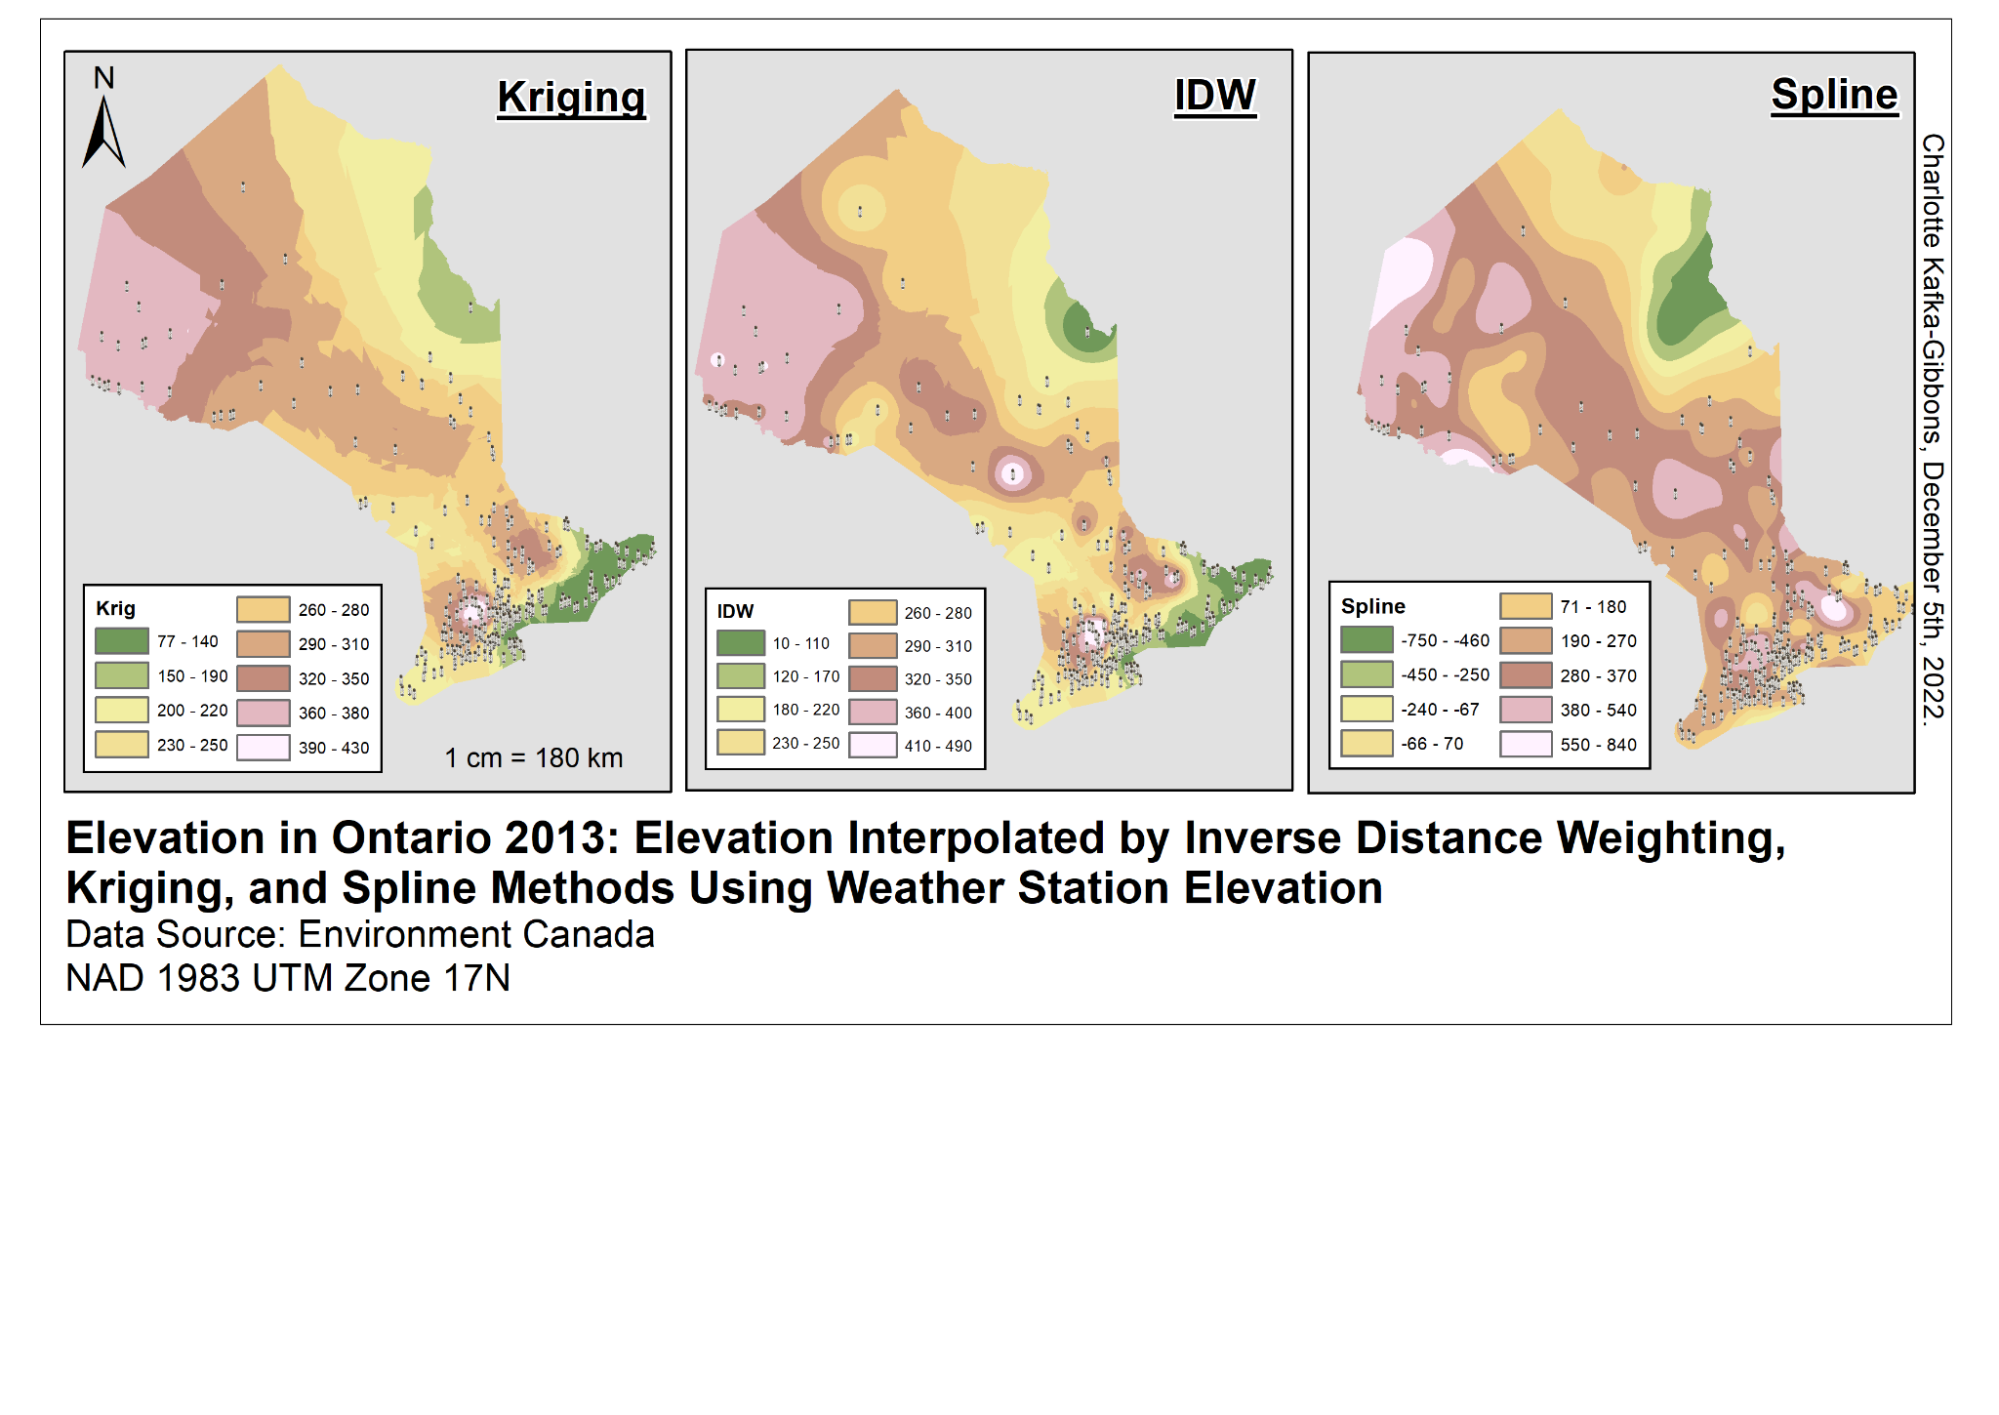 N
Kriging
Krig
77 - 140
150 - 190
200 - 220
230 - 250
260 - 280
290 - 310
320 - 350
360 - 380
390 - 430
1 cm = 180 km
IDW
IDW
10 - 110
120 - 170
180 - 220
230 - 250
260 - 280
290 - 310
320 - 350
360 - 400
410 - 490
Spline
Spline
-750 - -460
-450 - -250
-240 - -67
-66 - 70
71 - 180
190 - 270
280 - 370
380 - 540
550 - 840
Charlotte Kafka-Gibbons, December 5th, 2022.
Elevation in Ontario 2013: Elevation Interpolated by Inverse Distance Weighting,
Kriging, and Spline Methods Using Weather Station Elevation
Data Source: Environment Canada
NAD 1983 UTM Zone 17N